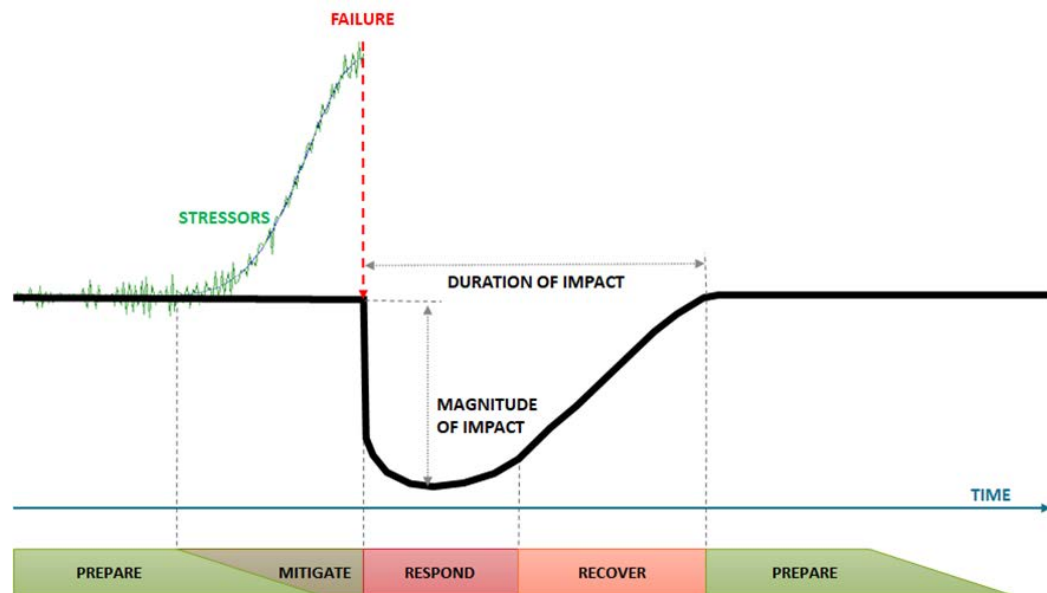 FAILURE
STRESSORS
DURATION OF IMPACT
MAGNITUDE
OF IMPACT
TIME
PREPARE
MITIGATE
RESPOND
RECOVER
PREPARE